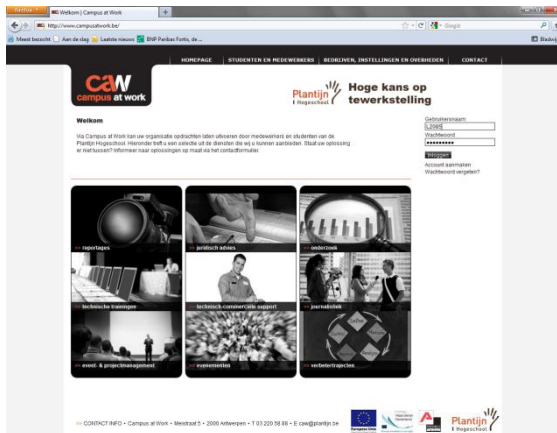 Firefox
Welkom | Campus at Work
http://www.campusatwork.be/
Google
Meest bezocht Aan de slag Laatste nieuws BNP Paribas Fortis, de ...
HOMEPAGE | STUDENTEN EN MEDEWERKERS | BEDRIJVEN, INSTELLINGEN EN OVERHEDEN | CONTACT
caw
campus at work
Plantijn
Hogeschool
Hoge kans op
tewerkstelling
Welkom
Via Campus at Work kan uw organisatie opdrachten laten uitvoeren door medewerkers en studenten van de
Plantijn Hogeschool. Hieronder treft u een selectie uit de diensten die wij u kunnen aanbieden. Staat uw oplossing
er niet tussen? Informeer naar oplossingen op maat via het contactformulier.
Gebruikersnaam
Wachtwoord
•••••••••
Inloggen
Account aanmaken
Wachtwoord vergeten?
>> reportages
>> juridisch advies
>> onderzoek
>> technische trainingen
>> technisch-commerciële support
>> journalistiek
>> event- & projectmanagement
>> evenementen
>> verbetertrajecten
>> CONTACT INFO • Campus at Work • Meistraat 5 • 2000 Antwerpen • T 03 220 58 88 • E caw@plantijn.be
Plantijn
Hogeschool